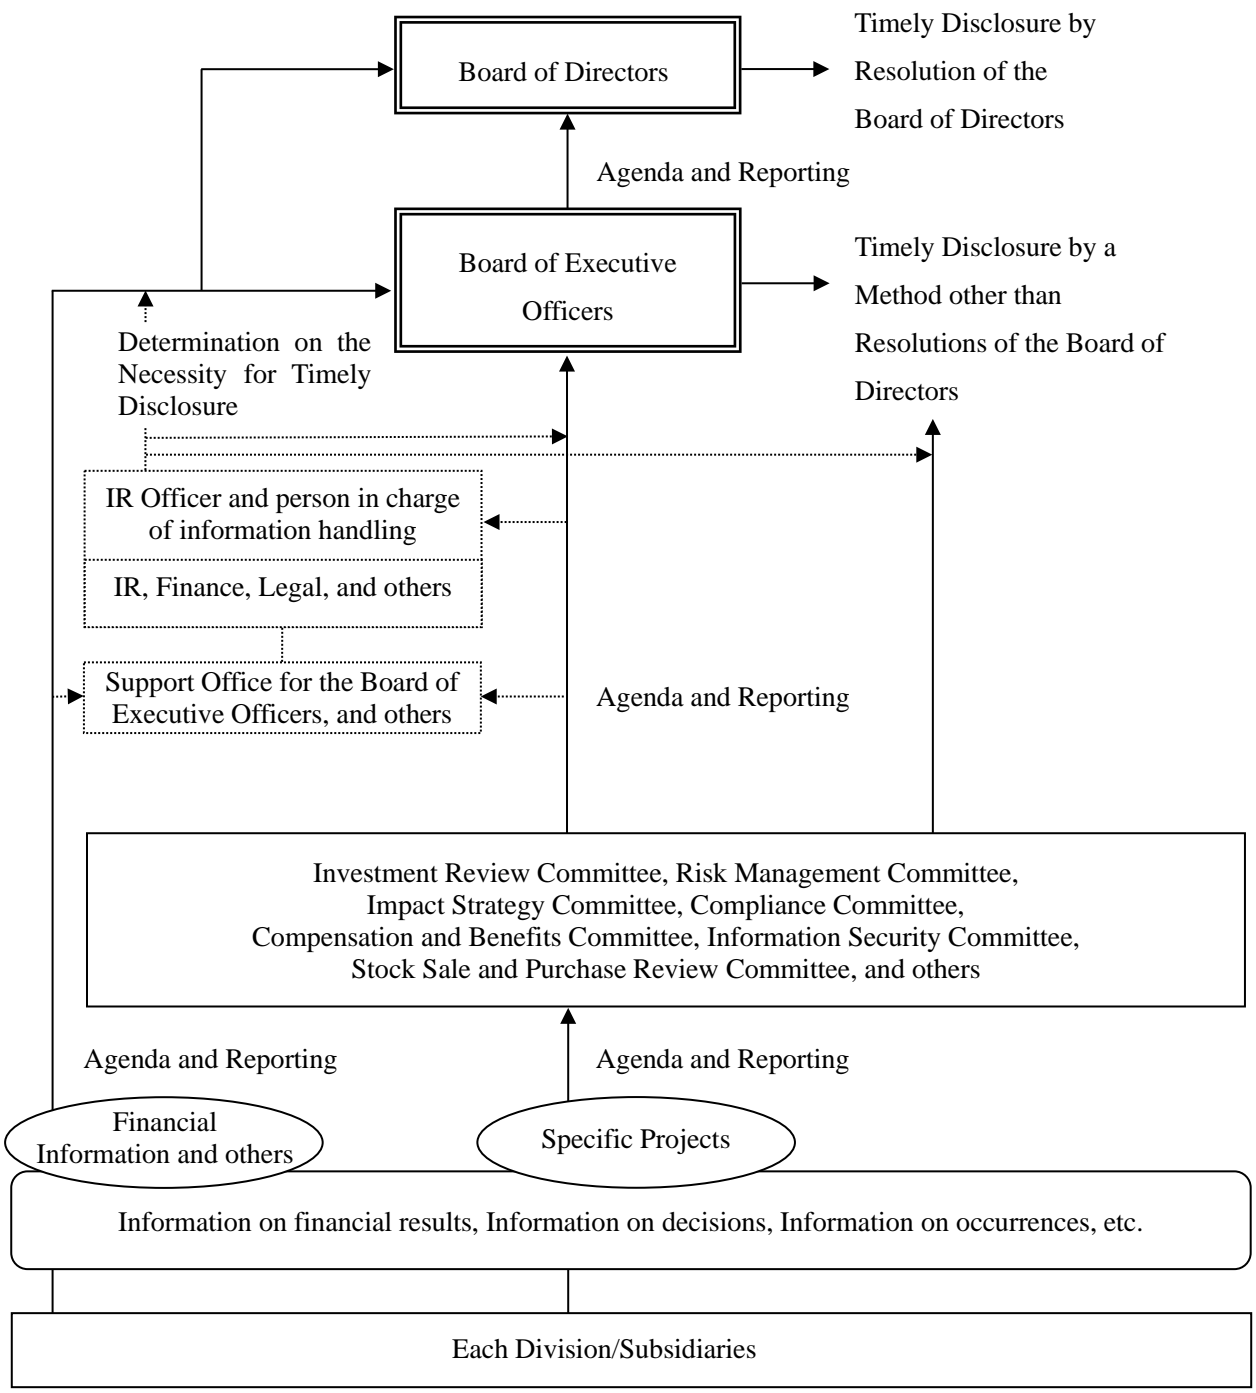 Timely Disclosure by
Resolution of the
Board of Directors
Board of Directors
Agenda and Reporting
Board of Executive
Officers
Timely Disclosure by a
Method other than
Resolutions of the Board of
Directors
Determination on the
Necessity for Timely
Disclosure
IR Officer and person in charge
of information handling
IR, Finance, Legal, and others
Support Office for the Board of
Executive Officers, and others
Agenda and Reporting
Investment Review Committee, Risk Management Committee,
Impact Strategy Committee, Compliance Committee,
Compensation and Benefits Committee, Information Security Committee,
Stock Sale and Purchase Review Committee, and others
Agenda and Reporting
Agenda and Reporting
Financial
Information and others
Specific Projects
Information on financial results, Information on decisions, Information on occurrences, etc.
Each Division/Subsidiaries